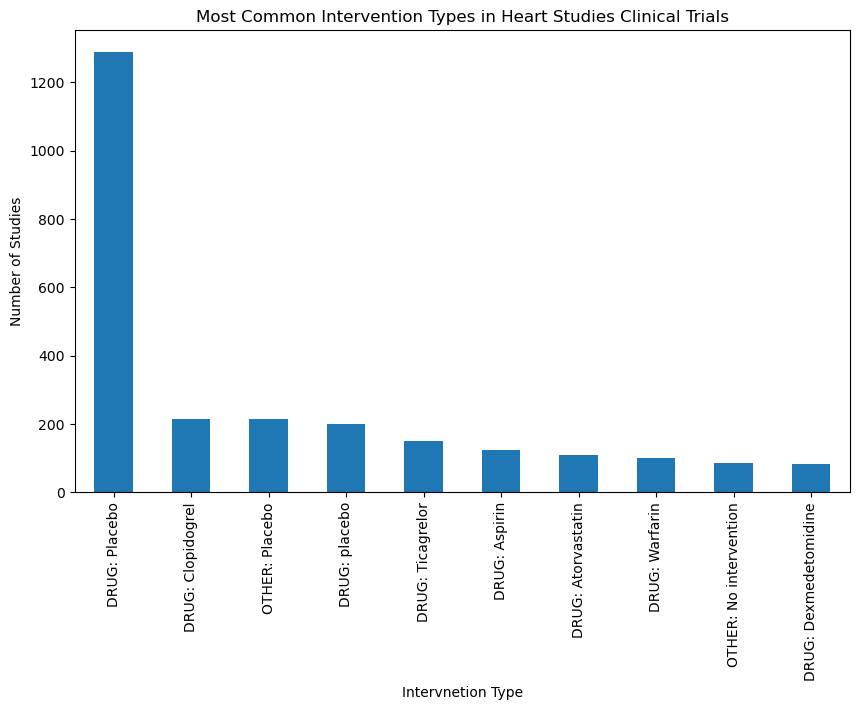 Most Common Intervention Types in Heart Studies Clinical Trials
Number of Studies
1200
1000
800
600
400
200
0
DRUG: Placebo
DRUG: Clopidogrel
OTHER: Placebo
DRUG: placebo
DRUG: Ticagrelor
DRUG: Aspirin
DRUG: Atorvastatin
DRUG: Warfarin
OTHER: No intervention
DRUG: Dexmedetomidine
Intervnetion Type